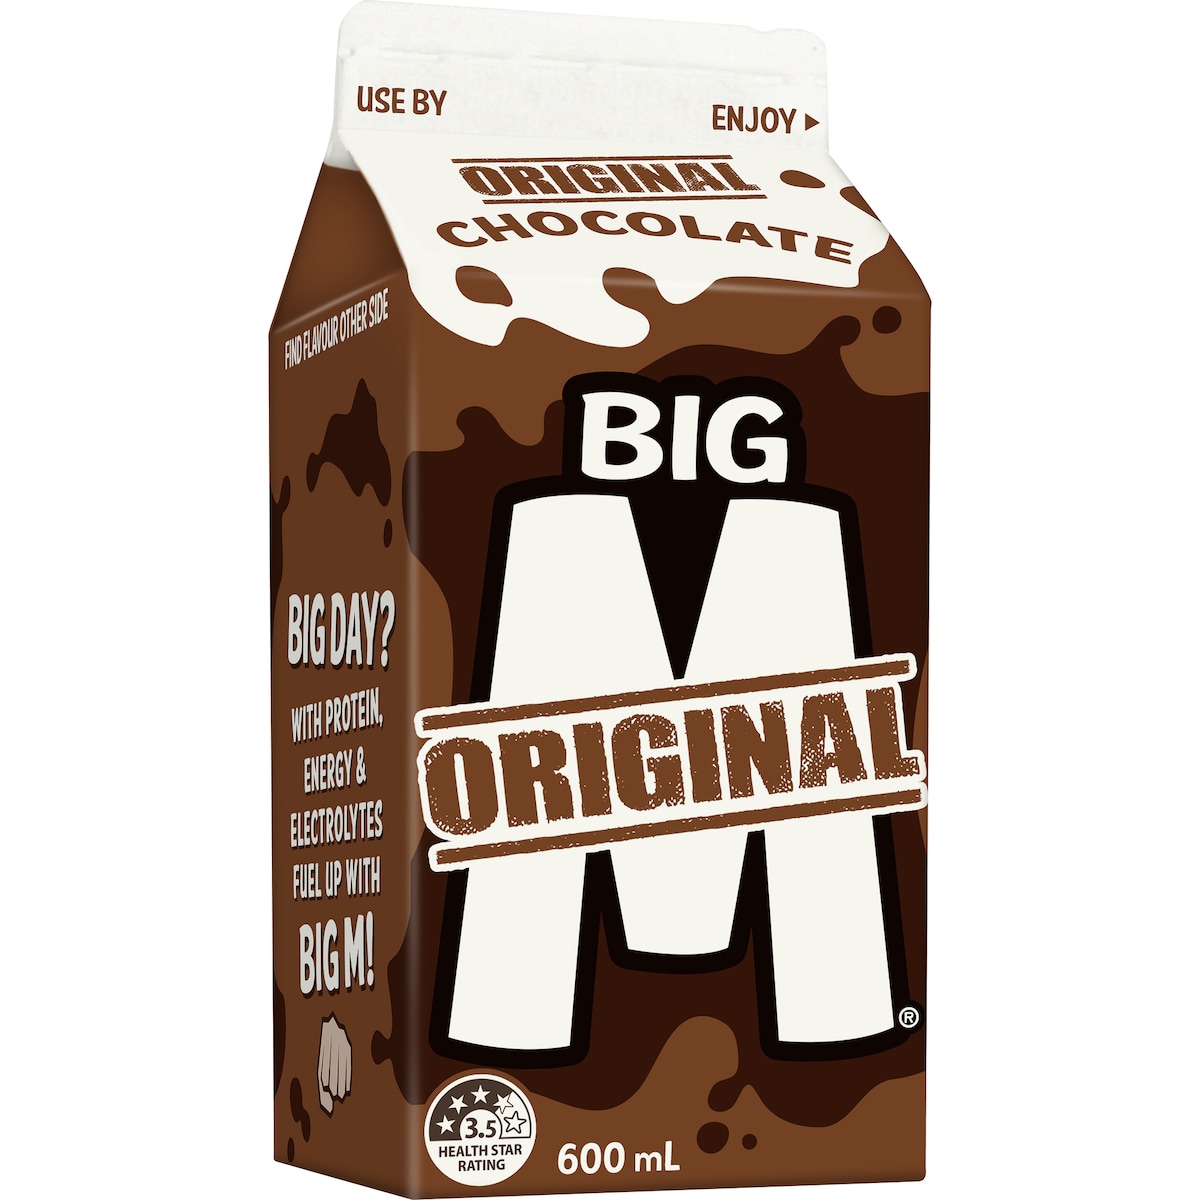 USE BY
ENJOY ▶
ORIGINAL
CHOCOLATE
FIND FLAVOUR OTHER SIDE
BIG
M
®
ORIGINAL
BIG DAY?
WITH PROTEIN,
ENERGY &
ELECTROLYTES
FUEL UP WITH
BIG M!
3.5
HEALTH STAR
RATING
600 mL